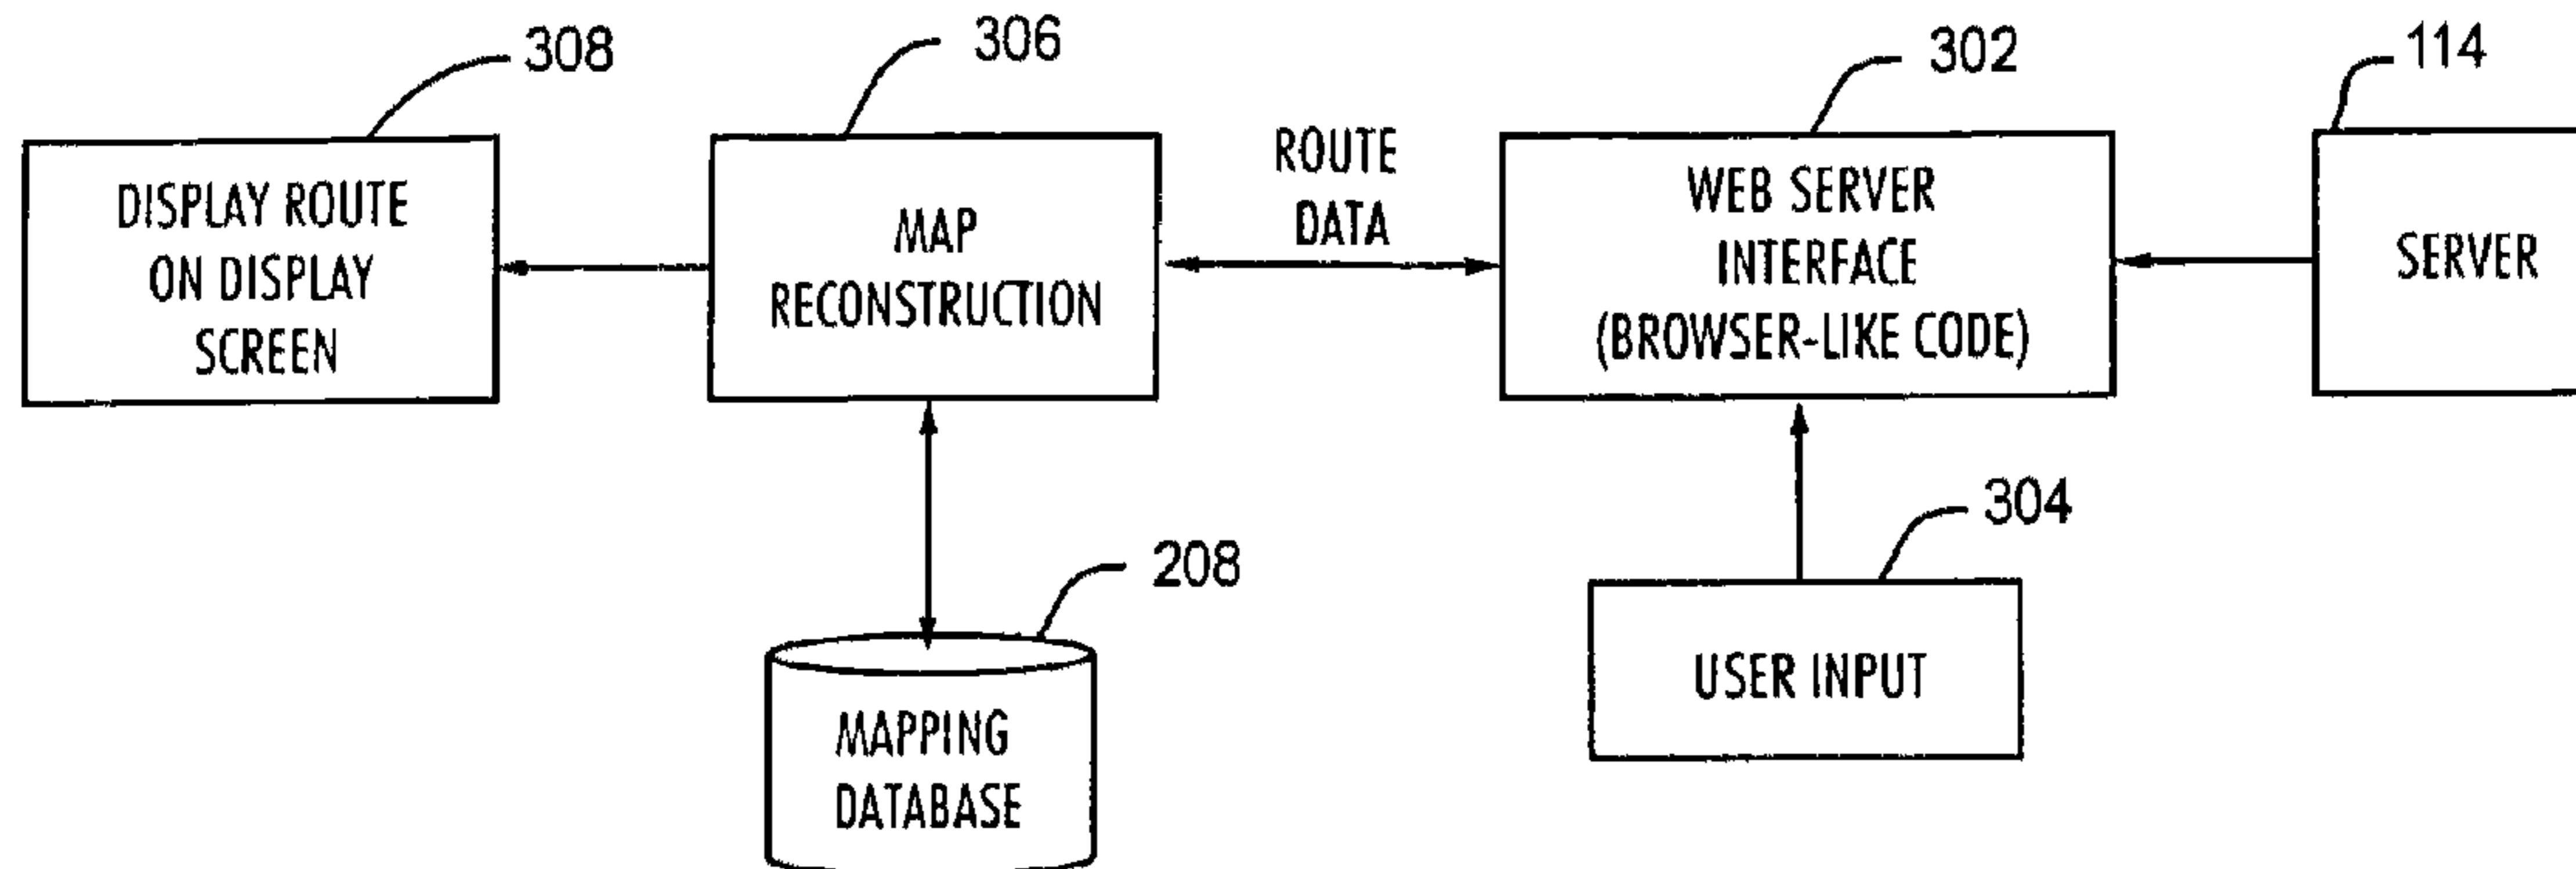 308
306
302
114
DISPLAY ROUTE
ON DISPLAY
SCREEN
MAP
RECONSTRUCTION
ROUTE
DATA
WEB SERVER
INTERFACE
(BROWSER-LIKE CODE)
SERVER
208
MAPPING
DATABASE
304
USER INPUT